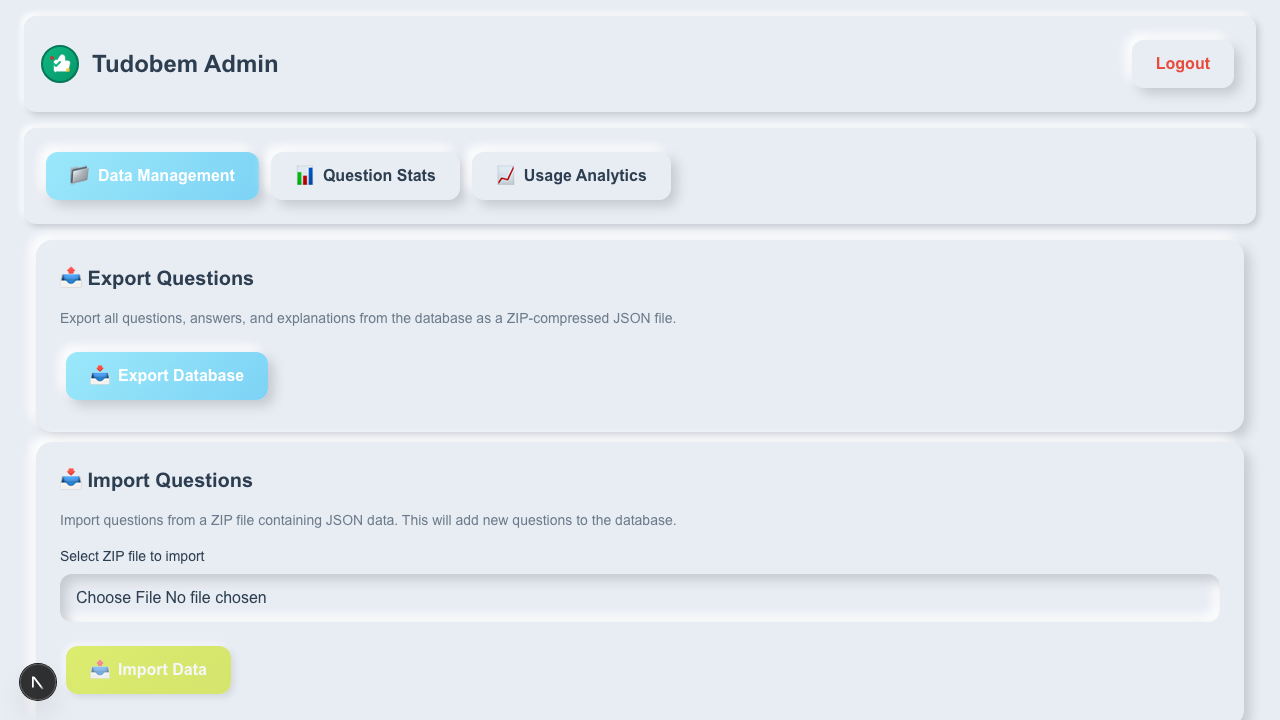 Tudobem Admin
Logout
Data Management
Question Stats
Usage Analytics
Export Questions
Export all questions, answers, and explanations from the database as a ZIP-compressed JSON file.
Export Database
Import Questions
Import questions from a ZIP file containing JSON data. This will add new questions to the database.
Select ZIP file to import
Choose File No file chosen
Import Data